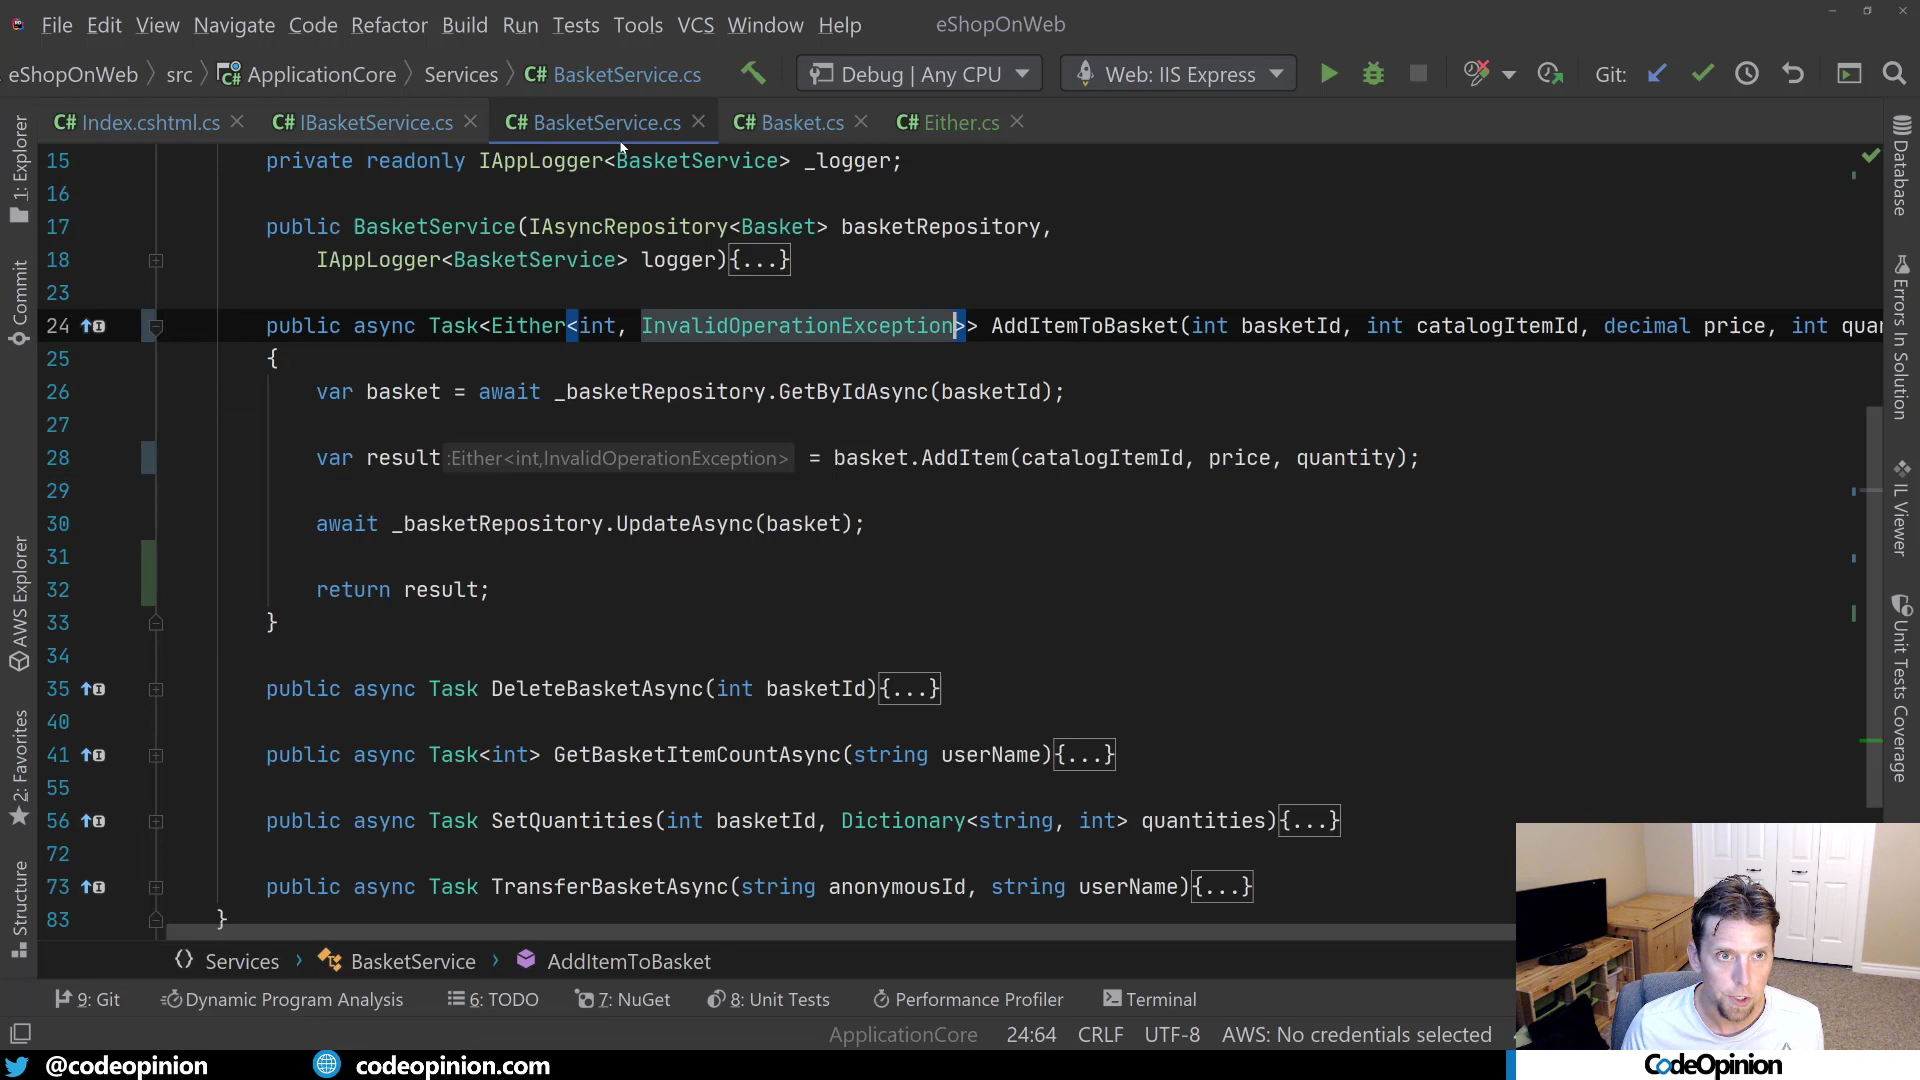 File Edit View Navigate Code Refactor Build Run Tests Tools VCS Window Help eShopOnWeb
eShopOnWeb src ApplicationCore Services C# BasketService.cs Debug | Any CPU Web: IIS Express Git:
C# Index.cshtml.cs C# IBasketService.cs C# BasketService.cs C# Basket.cs C# Either.cs
15 private readonly IAppLogger<BasketService> _logger;
16
17 public BasketService(IAsyncRepository<Basket> basketRepository,
18 IAppLogger<BasketService> logger){...}
23
24 public async Task<Either<int, InvalidOperationException>> AddItemToBasket(int basketId, int catalogItemId, decimal price, int quan
25 {
26 var basket = await _basketRepository.GetByIdAsync(basketId);
27
28 var result :Either<int,InvalidOperationException> = basket.AddItem(catalogItemId, price, quantity);
29
30 await _basketRepository.UpdateAsync(basket);
31
32 return result;
33 }
34
35 public async Task DeleteBasketAsync(int basketId){...}
40
41 public async Task<int> GetBasketItemCountAsync(string userName){...}
55
56 public async Task SetQuantities(int basketId, Dictionary<string, int> quantities){...}
72
73 public async Task TransferBasketAsync(string anonymousId, string userName){...}
83 }
1: Explorer
Commit
AWS Explorer
2: Favorites
Structure
Database
Errors In Solution
IL Viewer
Unit Tests Coverage
Services BasketService AddItemToBasket
9: Git Dynamic Program Analysis 6: TODO 7: NuGet 8: Unit Tests Performance Profiler Terminal
ApplicationCore 24:64 CRLF UTF-8 AWS: No credentials selected
@codeopinion codeopinion.com CodeOpinion